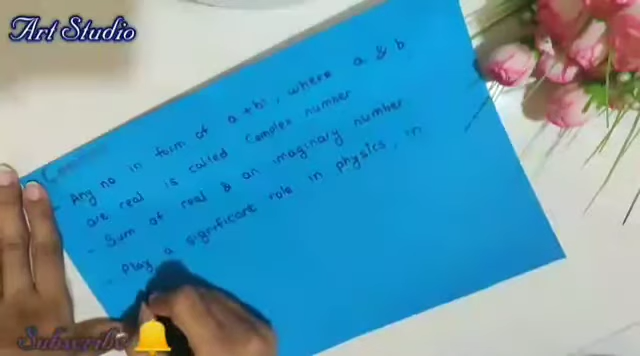 Art Studio
- Any no in form of a + bi, where a & b
are real is called Complex number
- Sum of real & an imaginary number
- Play a significare role in physics, in
Subscribe